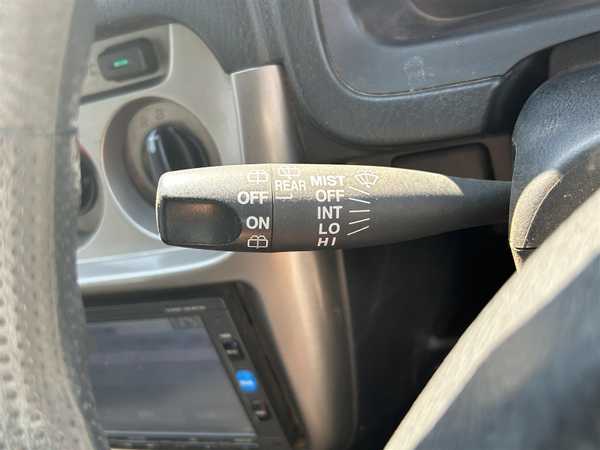 REAR
OFF
ON
MIST
OFF
INT
LO
HI